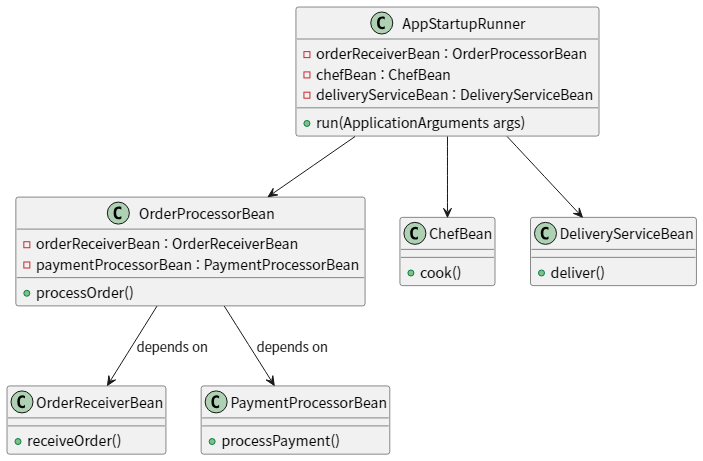 C AppStartupRunner
orderReceiverBean : OrderProcessorBean
chefBean : ChefBean
deliveryServiceBean : DeliveryServiceBean
run(ApplicationArguments args)
C OrderProcessorBean
orderReceiverBean : OrderReceiverBean
paymentProcessorBean : PaymentProcessorBean
processOrder()
C ChefBean
cook()
C DeliveryServiceBean
deliver()
depends on
depends on
C OrderReceiverBean
receiveOrder()
C PaymentProcessorBean
processPayment()